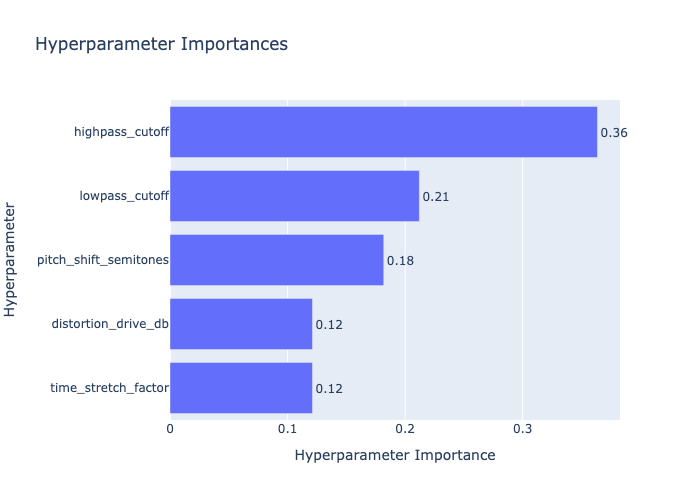 Hyperparameter Importances
Hyperparameter
highpass_cutoff 0.36
lowpass_cutoff 0.21
pitch_shift_semitones 0.18
distortion_drive_db 0.12
time_stretch_factor 0.12
0 0.1 0.2 0.3
Hyperparameter Importance